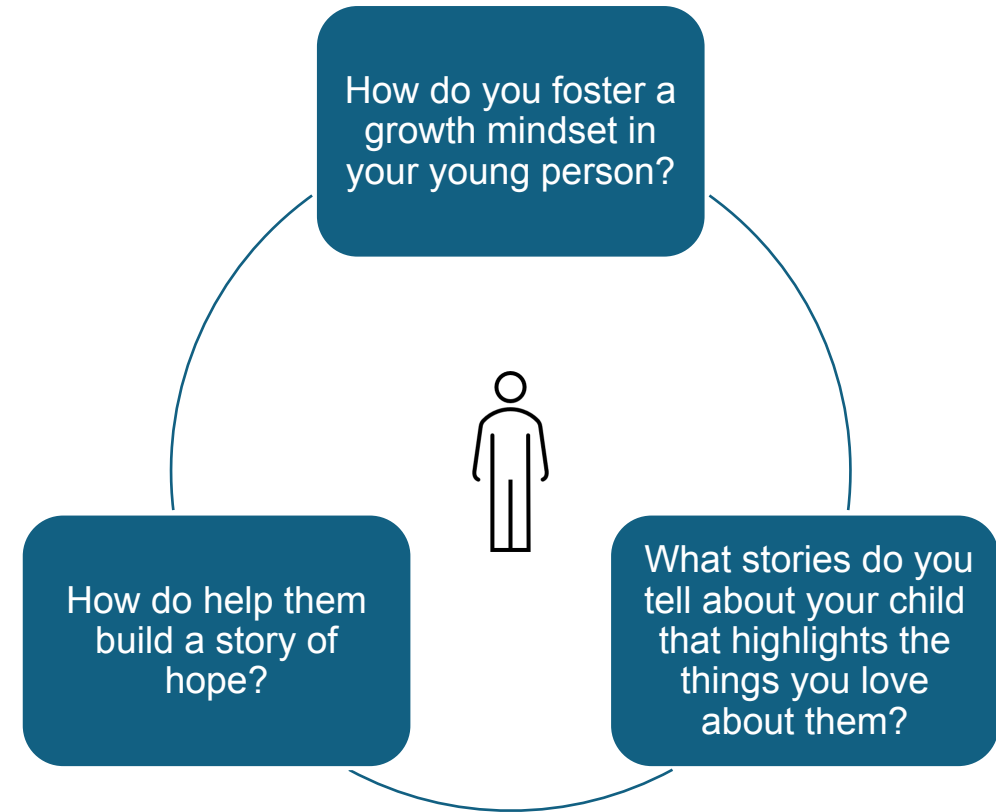 How do you foster a
growth mindset in
your young person?
What stories do you
tell about your child
that highlights the
things you love
about them?
How do help them
build a story of
hope?